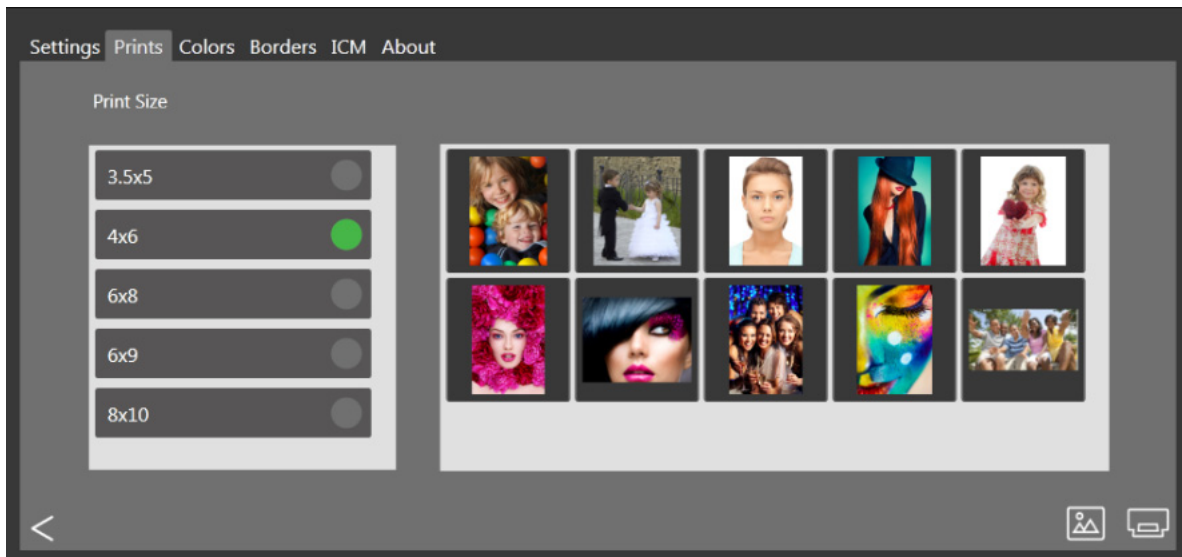 Settings Prints Colors Borders ICM About
Print Size
3.5x5
4x6
6x8
6x9
8x10